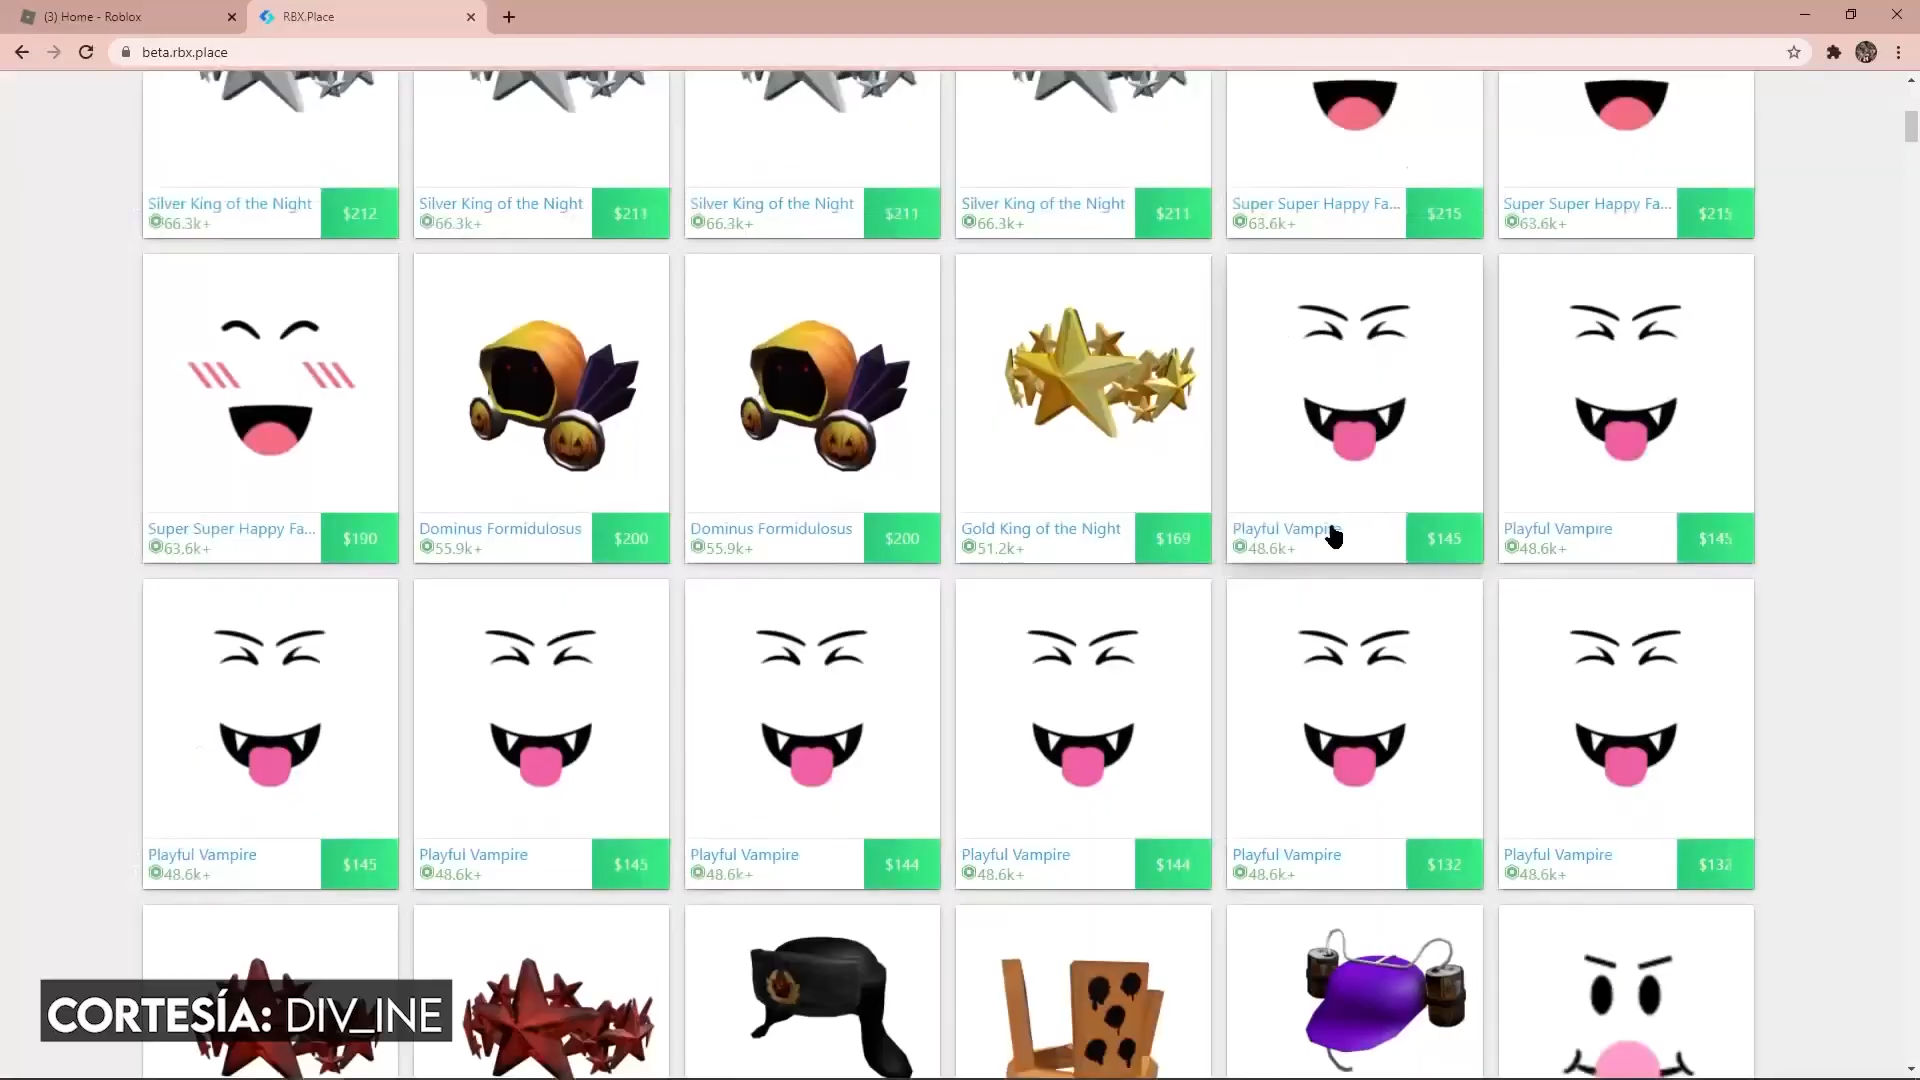 (3) Home - Roblox
RBX.Place
beta.rbx.place
Silver King of the Night
66.3k+
$212
Silver King of the Night
66.3k+
$211
Silver King of the Night
66.3k+
$211
Silver King of the Night
66.3k+
$211
Super Super Happy Fa...
63.6k+
$215
Super Super Happy Fa...
63.6k+
$215
Super Super Happy Fa...
63.6k+
$190
Dominus Formidulosus
55.9k+
$200
Dominus Formidulosus
55.9k+
$200
Gold King of the Night
51.2k+
$169
Playful Vampire
48.6k+
$145
Playful Vampire
48.6k+
$145
Playful Vampire
48.6k+
$145
Playful Vampire
48.6k+
$145
Playful Vampire
48.6k+
$144
Playful Vampire
48.6k+
$144
Playful Vampire
48.6k+
$132
Playful Vampire
48.6k+
$132
CORTESÍA: DIV_INE